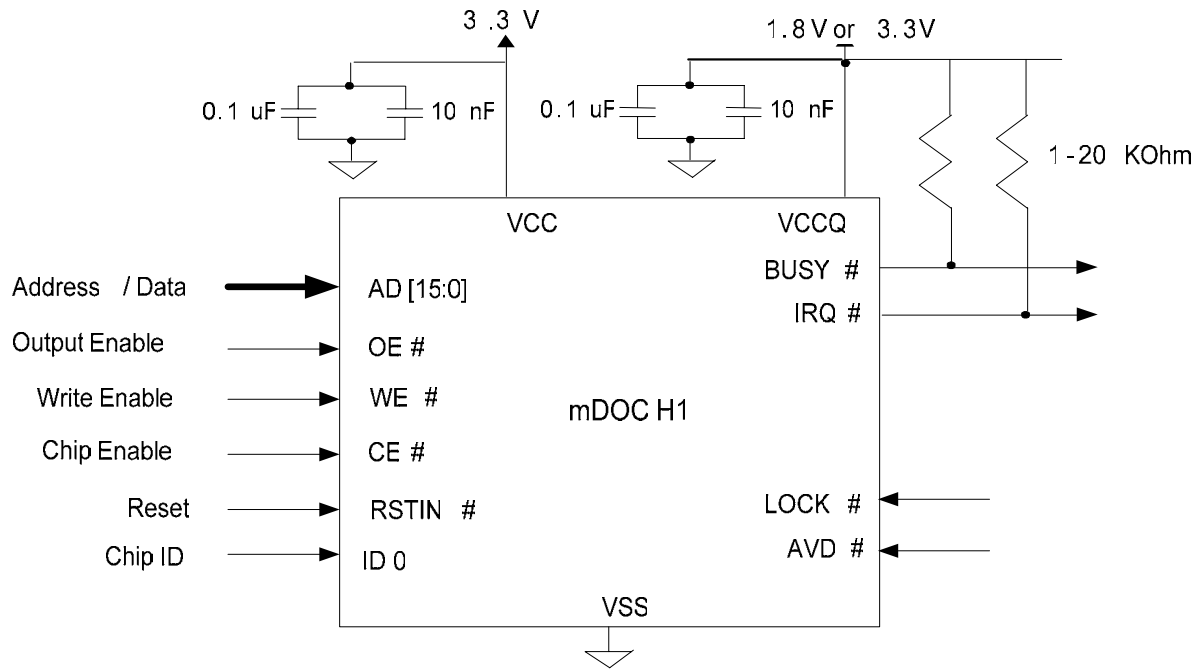 3.3 V
1.8V or 3.3V
0.1 uF 10 nF
0.1 uF 10 nF
1-20 KOhm
VCC
VCCQ
BUSY #
Address / Data
AD [15:0]
IRQ #
Output Enable
OE #
Write Enable
WE #
mDOC H1
Chip Enable
CE #
Reset
RSTIN #
LOCK #
Chip ID
ID 0
AVD #
VSS